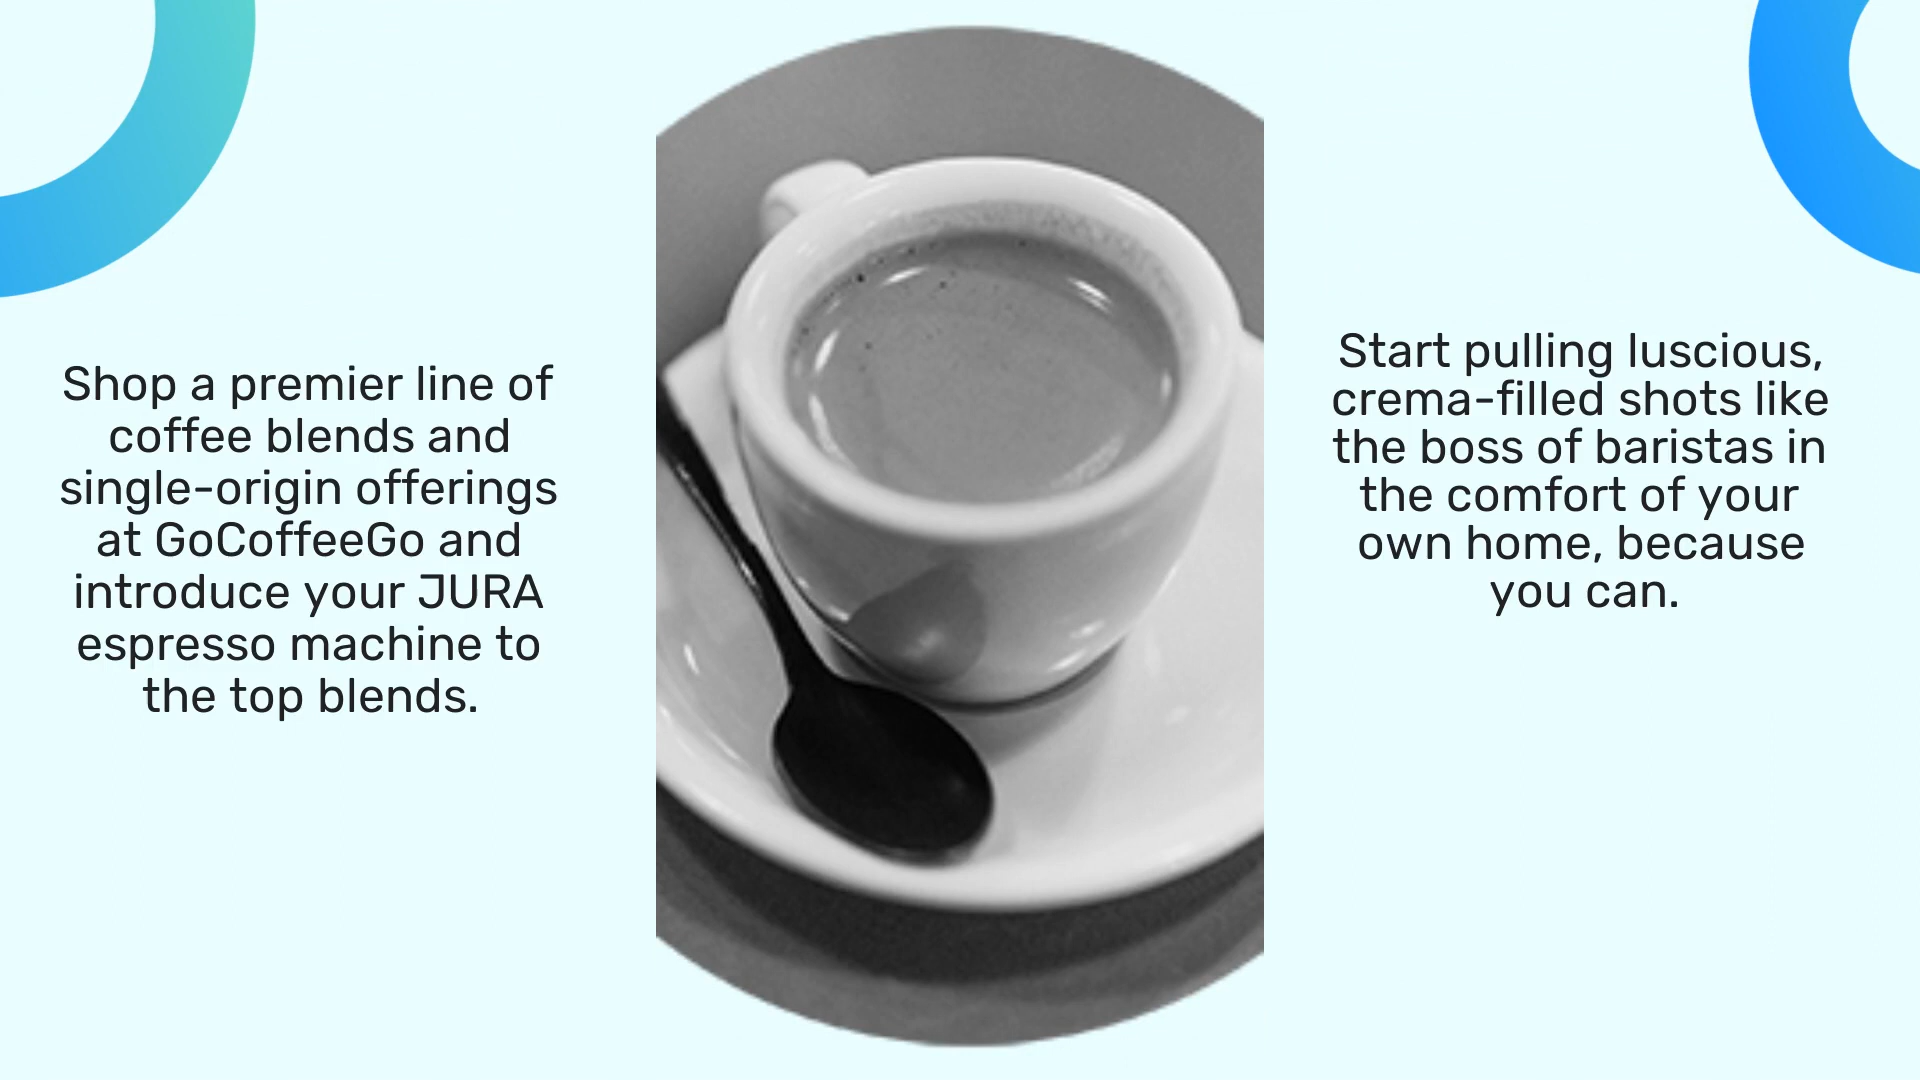 Shop a premier line of
coffee blends and
single-origin offerings
at GoCoffeeGo and
introduce your JURA
espresso machine to
the top blends.
Start pulling luscious,
crema-filled shots like
the boss of baristas in
the comfort of your
own home, because
you can.